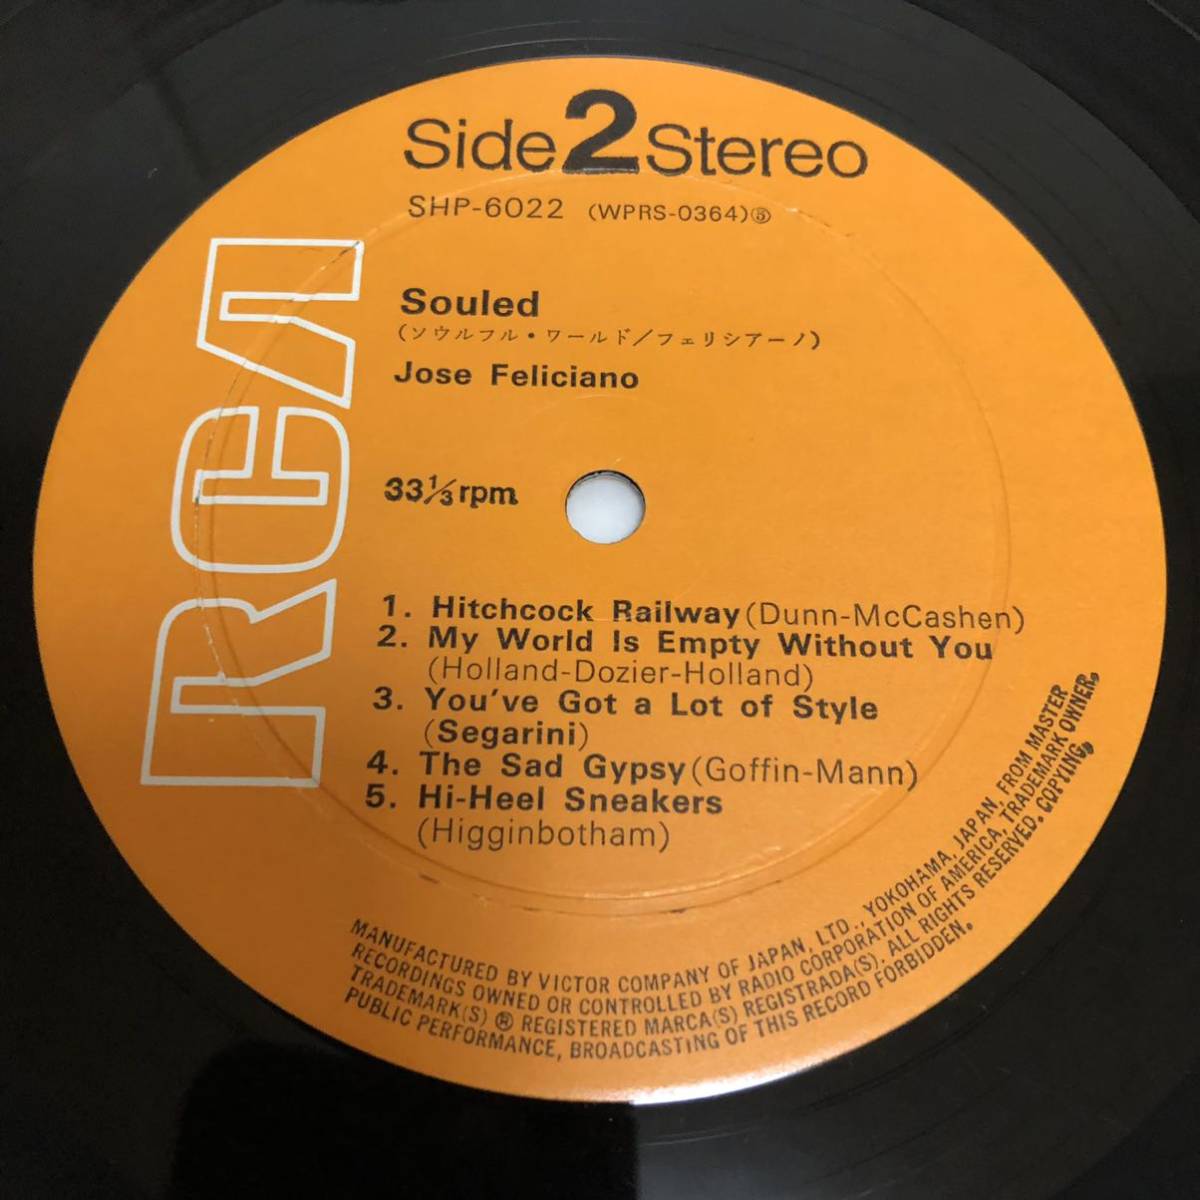 Side 2 Stereo
SHP-6022 (WPRS-0364)⑤
RCA
Souled
(ソウルフル・ワールド/フェリシアーノ)
Jose Feliciano
33⅓rpm
1. Hitchcock Railway(Dunn-McCashen)
2. My World Is Empty Without You
(Holland-Dozier-Holland)
3. You've Got a Lot of Style
(Segarini)
4. The Sad Gypsy(Goffin-Mann)
5. Hi-Heel Sneakers
(Higginbotham)
MANUFACTURED BY VICTOR COMPANY OF JAPAN, LTD., YOKOHAMA, JAPAN, FROM MASTER
RECORDINGS OWNED OR CONTROLLED BY RADIO CORPORATION OF AMERICA, TRADEMARK OWNER.
TRADEMARK(S) ® REGISTERED MARCA(S) REGISTRADA(S). ALL RIGHTS RESERVED. COPYING,
PUBLIC PERFORMANCE, BROADCASTING OF THIS RECORD FORBIDDEN.